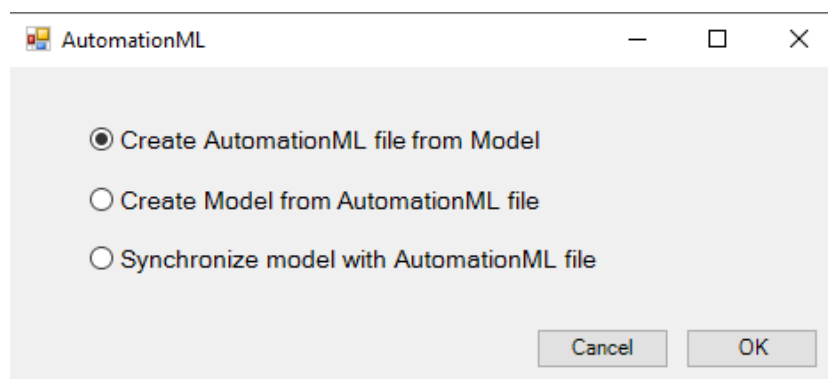 AutomationML
Create AutomationML file from Model
Create Model from AutomationML file
Synchronize model with AutomationML file
Cancel OK